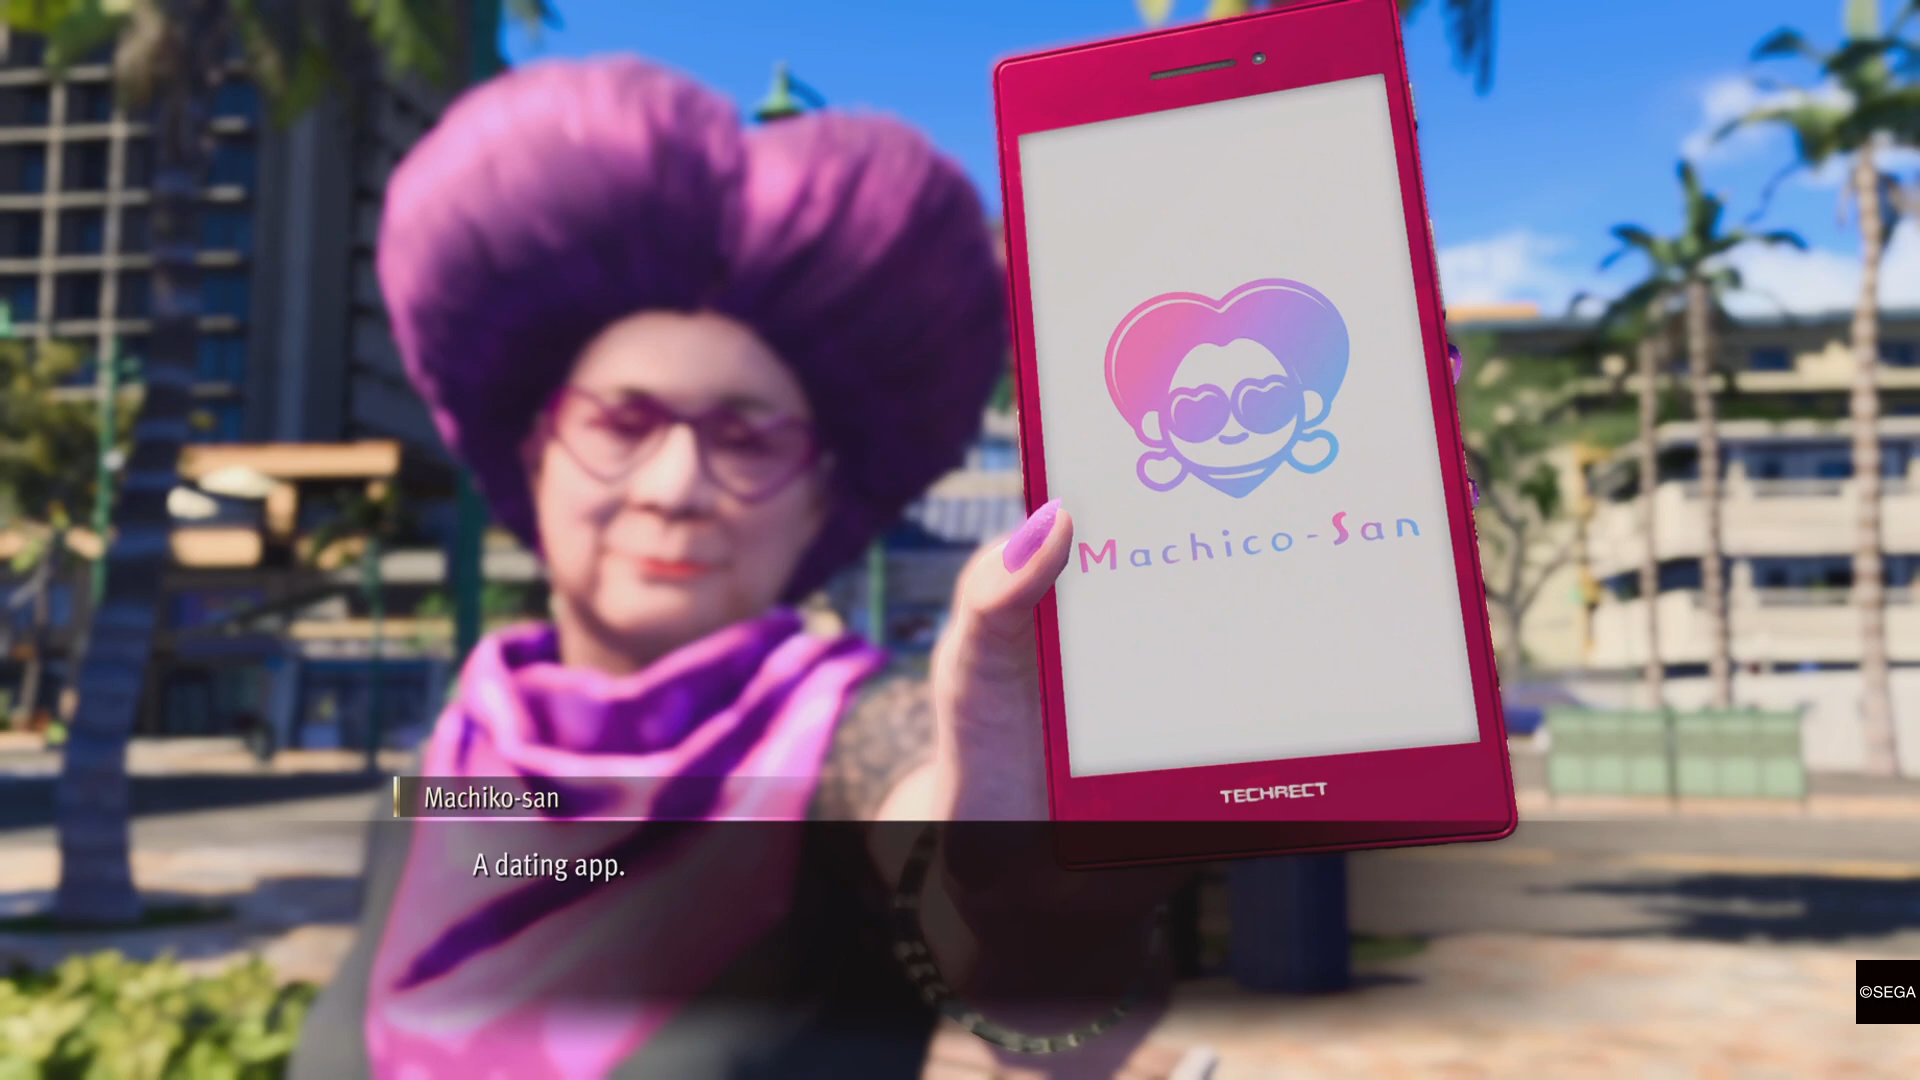 Machico-San
TECHRECT
Machiko-san
A dating app.
©SEGA